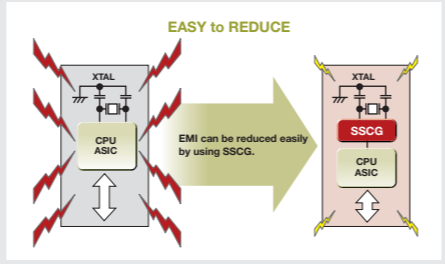 EASY to REDUCE
XTAL
CPU
ASIC
EMI can be reduced easily
by using SSCG.
XTAL
SSCG
CPU
ASIC